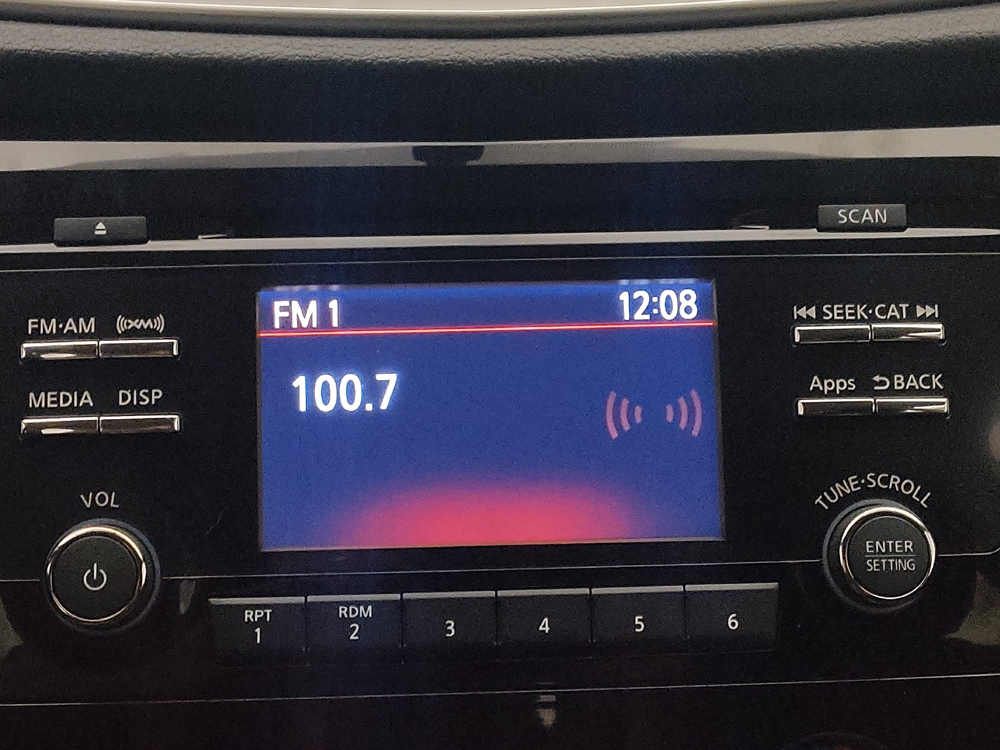 SCAN
FM 1 12:08
FM·AM ((XM))
SEEK·CAT
100.7
MEDIA DISP
Apps BACK
VOL
TUNE·SCROLL
ENTER
SETTING
RPT RDM
1 2 3 4 5 6